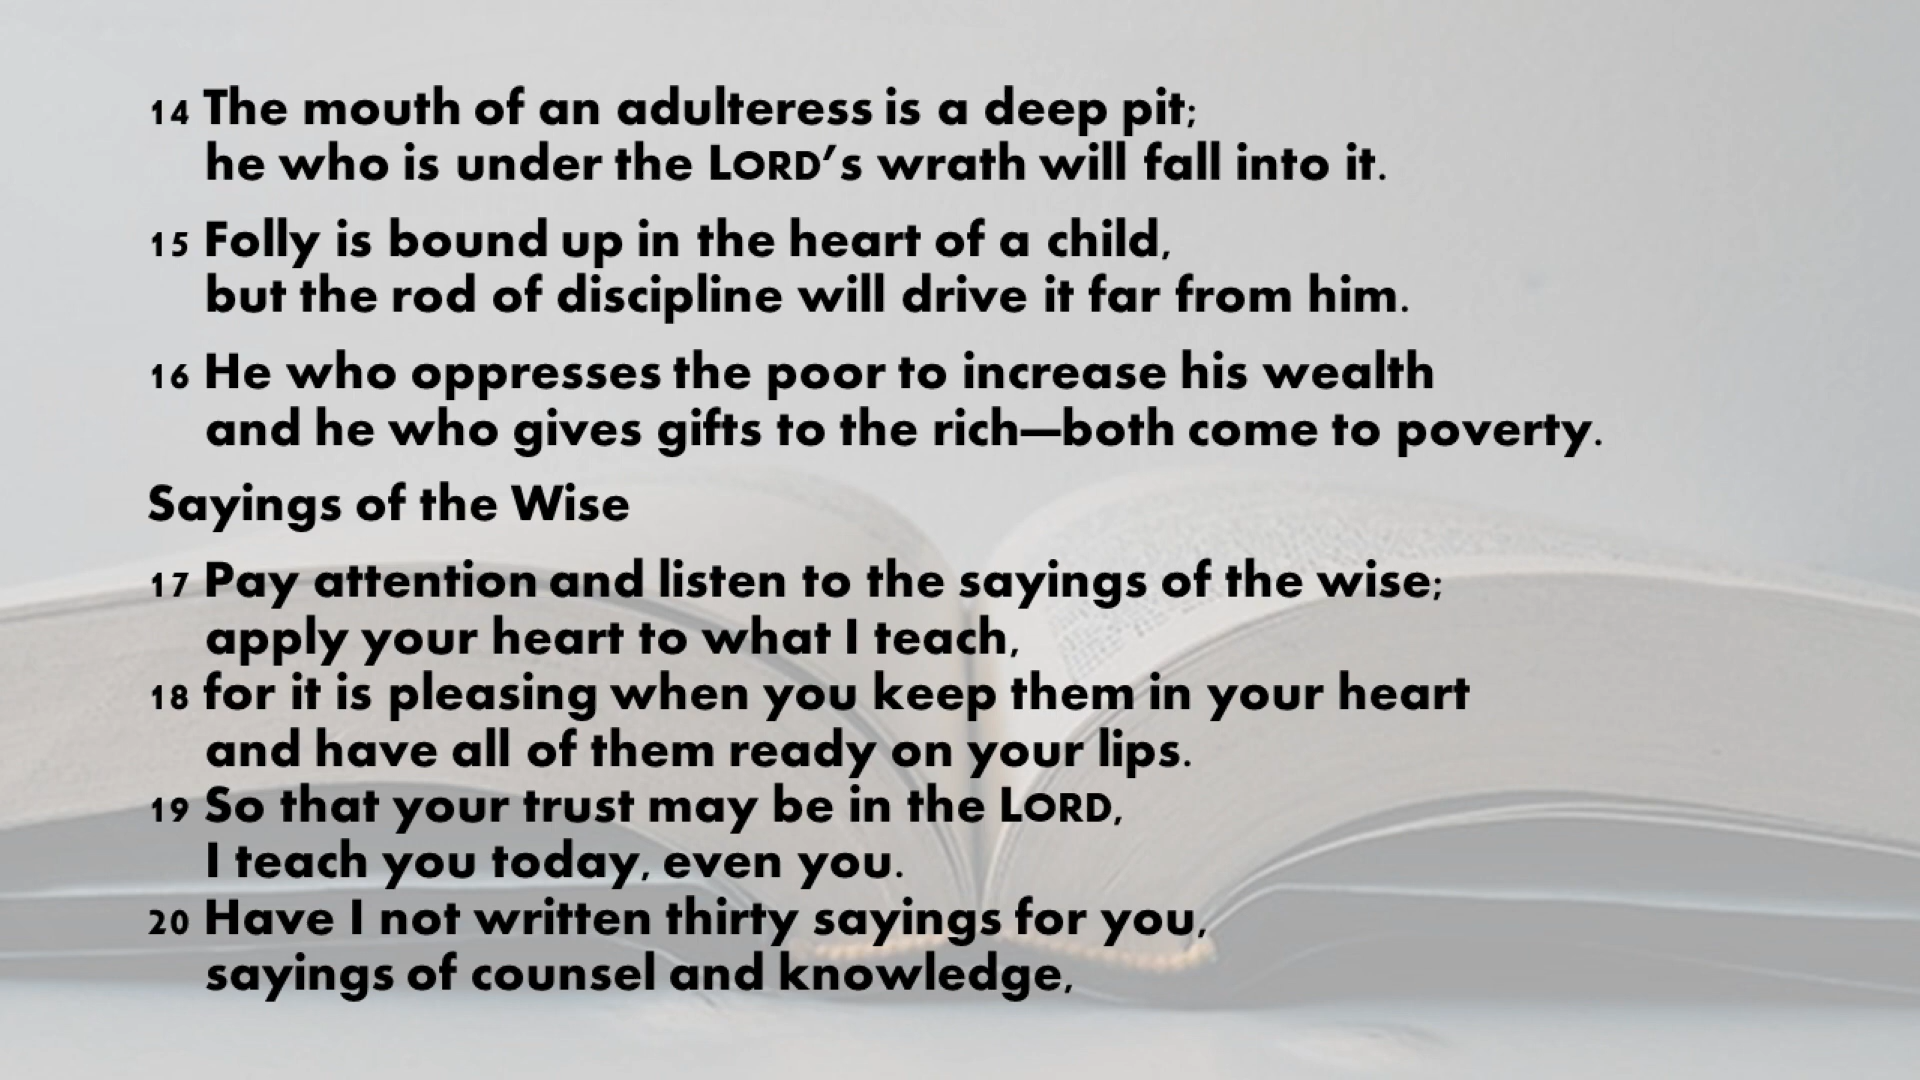 14 The mouth of an adulteress is a deep pit;
he who is under the LORD’s wrath will fall into it.
15 Folly is bound up in the heart of a child,
but the rod of discipline will drive it far from him.
16 He who oppresses the poor to increase his wealth
and he who gives gifts to the rich—both come to poverty.
Sayings of the Wise
17 Pay attention and listen to the sayings of the wise;
apply your heart to what I teach,
18 for it is pleasing when you keep them in your heart
and have all of them ready on your lips.
19 So that your trust may be in the LORD,
I teach you today, even you.
20 Have I not written thirty sayings for you,
sayings of counsel and knowledge,